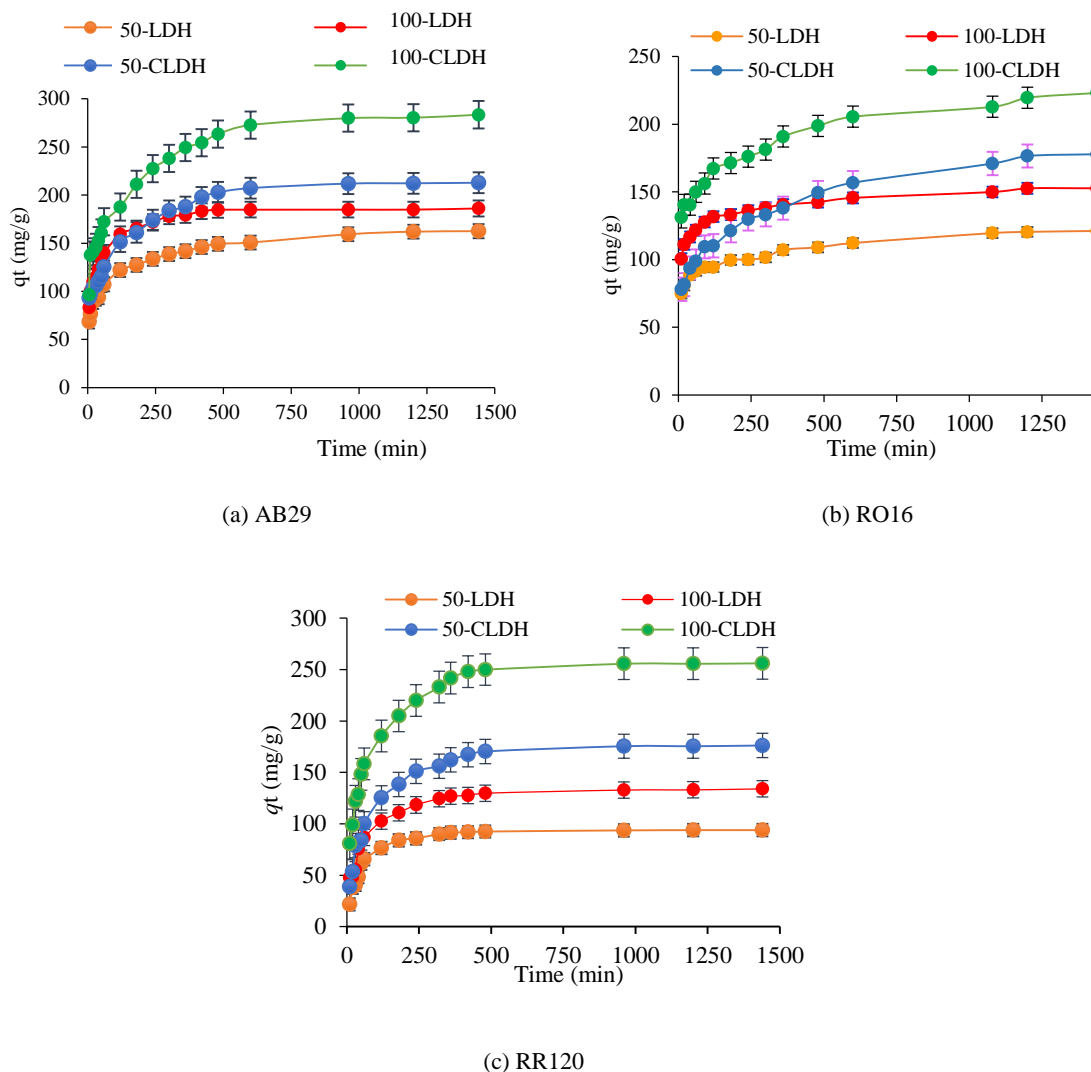 50-LDH 100-LDH
50-CLDH 100-CLDH
300
250
200
150
100
50
0
qt (mg/g)
0 250 500 750 1000 1250 1500
Time (min)
(a) AB29
50-LDH 100-LDH
50-CLDH 100-CLDH
250
200
150
100
50
0
qt (mg/g)
0 250 500 750 1000 1250
Time (min)
(b) RO16
50-LDH 100-LDH
50-CLDH 100-CLDH
300
250
200
150
100
50
0
qt (mg/g)
0 250 500 750 1000 1250 1500
Time (min)
(c) RR120